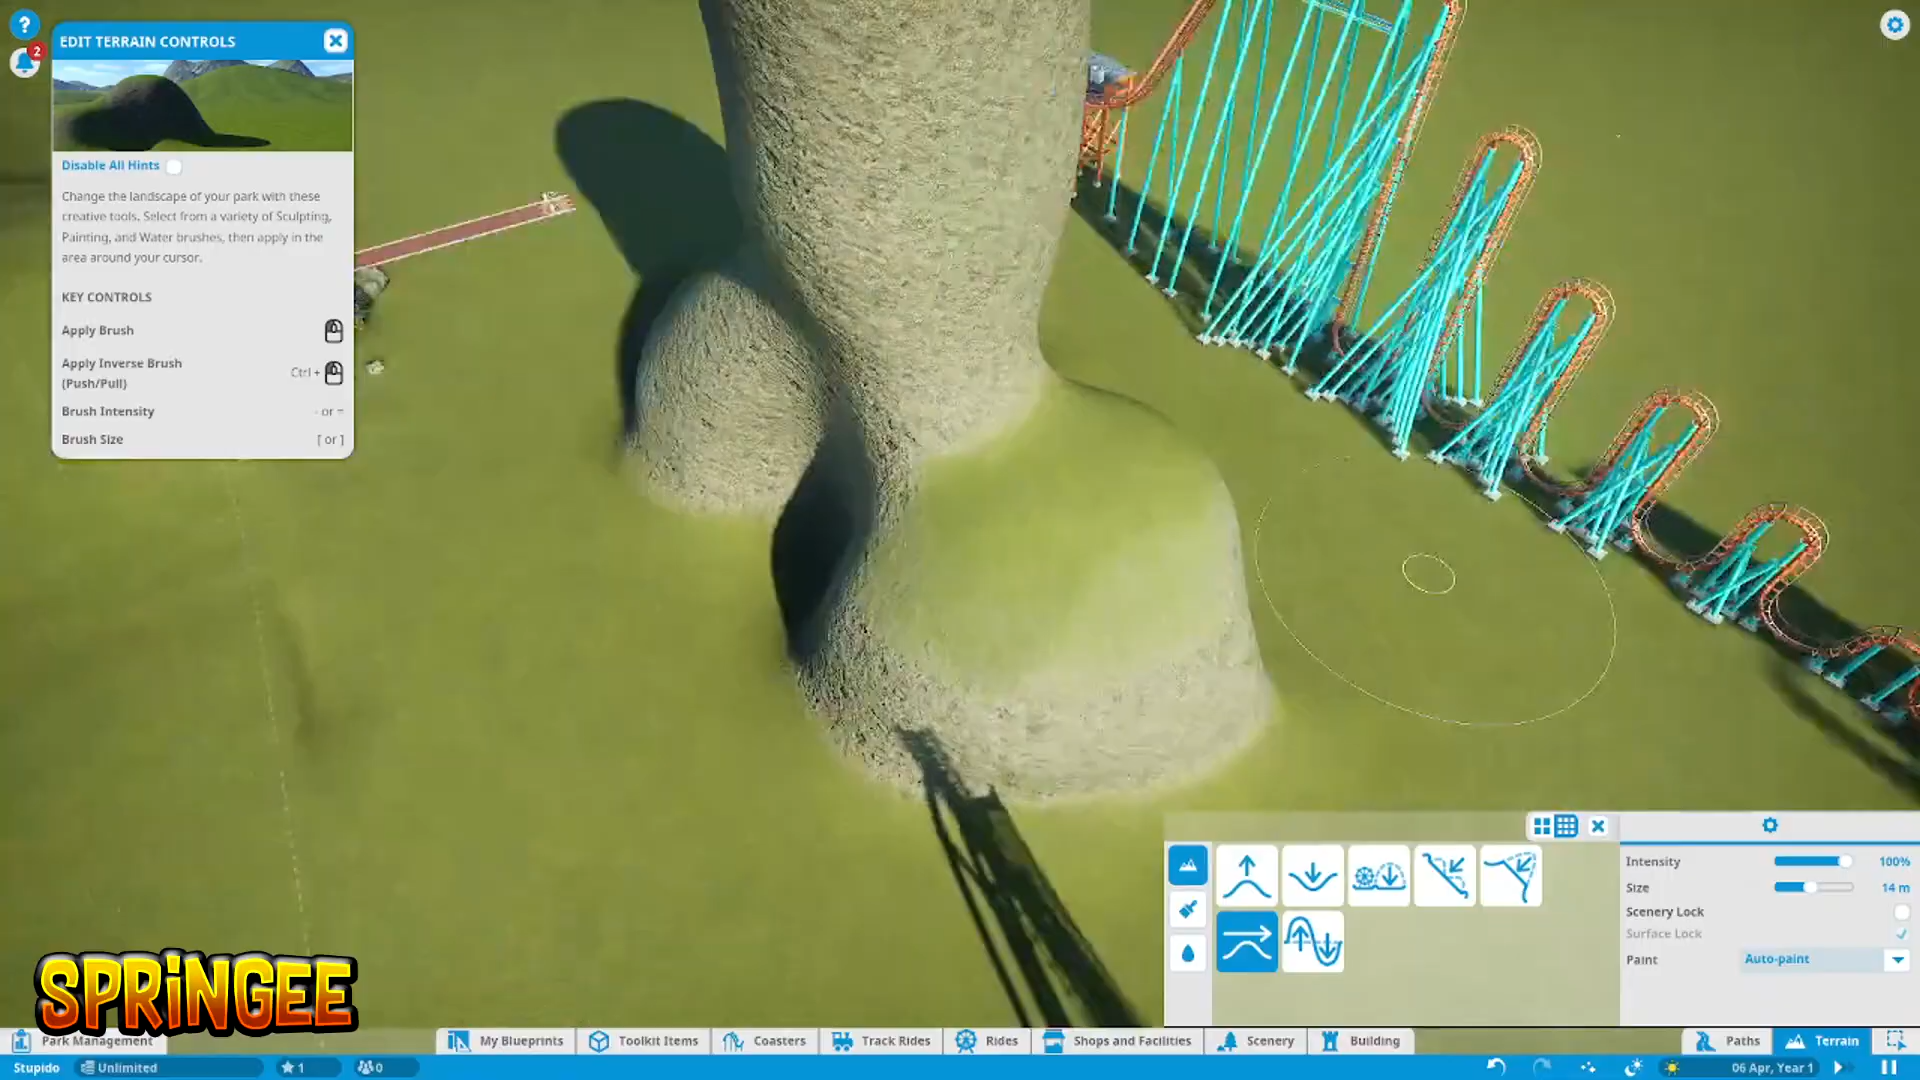 ?
2
EDIT TERRAIN CONTROLS
Disable All Hints
Change the landscape of your park with these
creative tools. Select from a variety of Sculpting,
Painting, and Water brushes, then apply in the
area around your cursor.
KEY CONTROLS
Apply Brush
Apply Inverse Brush
(Push/Pull)
Ctrl +
Brush Intensity
- or =
Brush Size
[ or ]
Intensity
100%
Size
14 m
Scenery Lock
Surface Lock
Paint
Auto-paint
SPRiNGEE
Park Management
My Blueprints
Toolkit Items
Coasters
Track Rides
Rides
Shops and Facilities
Scenery
Building
Paths
Terrain
Stupido
Unlimited
1
0
06 Apr, Year 1